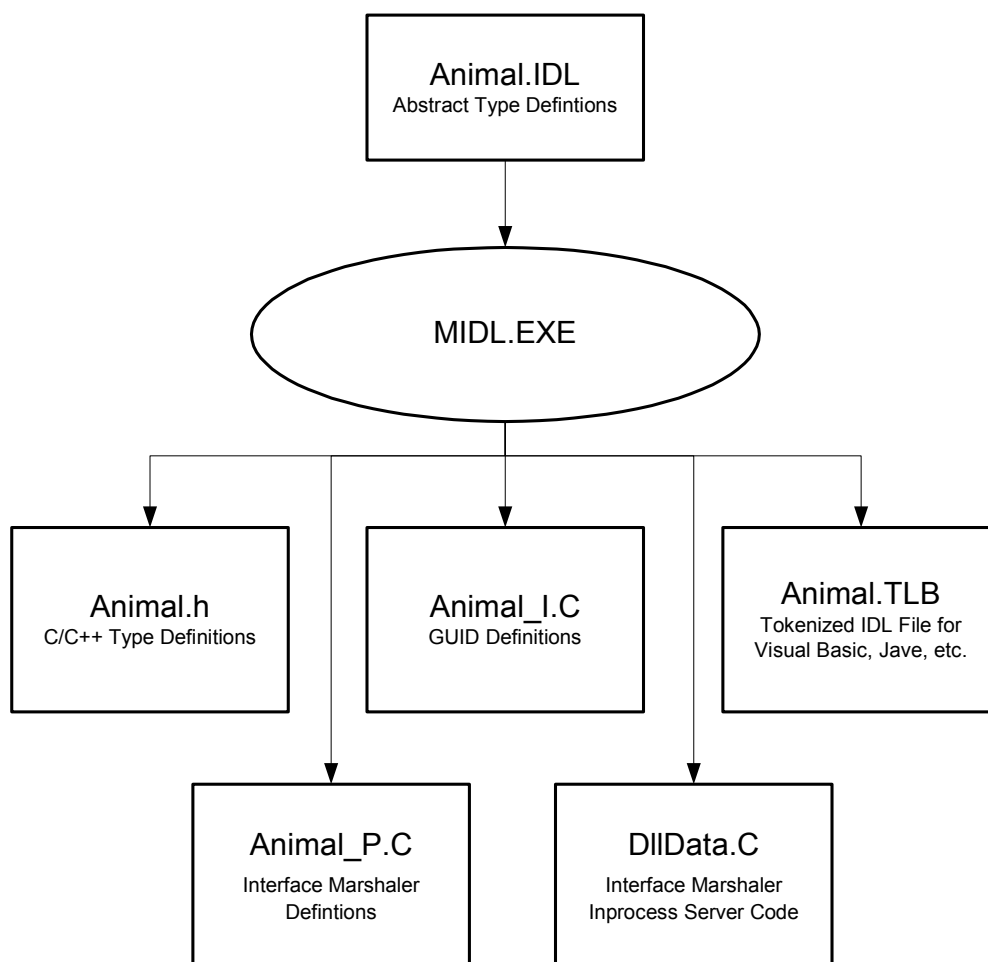 Animal.IDL
Abstract Type Defintions
MIDL.EXE
Animal.h
C/C++ Type Definitions
Animal_I.C
GUID Definitions
Animal.TLB
Tokenized IDL File for
Visual Basic, Jave, etc.
Animal_P.C
Interface Marshaler
Defintions
DllData.C
Interface Marshaler
Inprocess Server Code